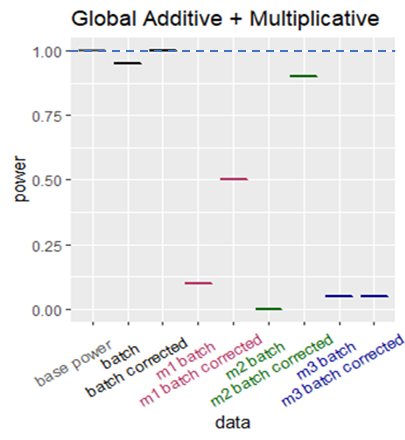 Global Additive + Multiplicative
1.00
0.75
0.50
0.25
0.00
power
base power
batch
batch corrected
m1 batch
m1 batch corrected
m2 batch
m2 batch corrected
m3 batch
m3 batch corrected
data